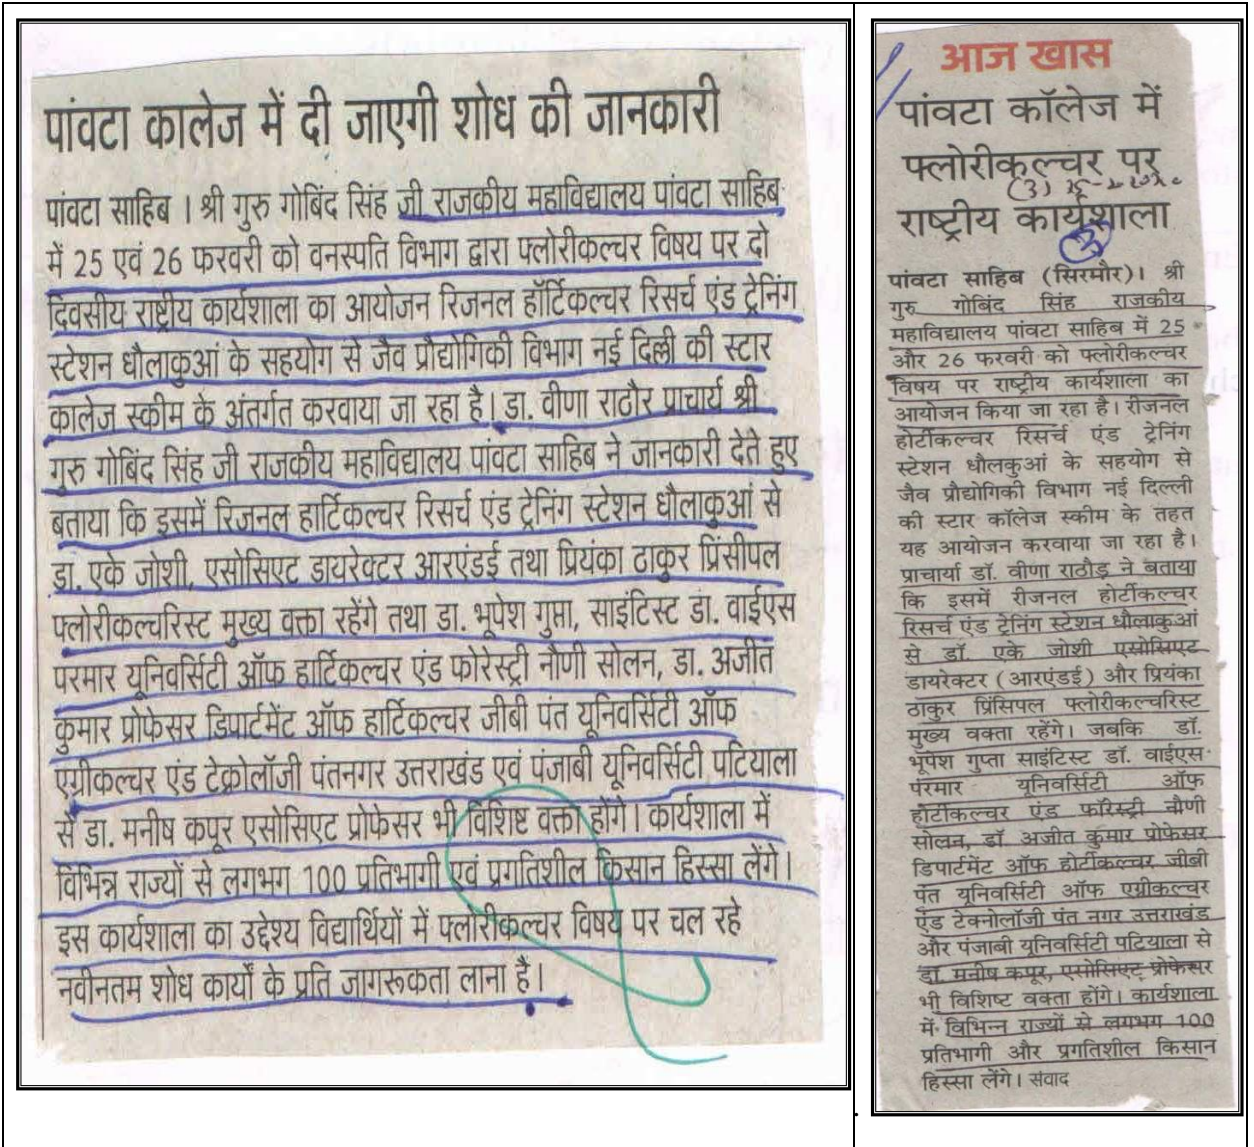 पांवटा कालेज में दी जाएगी शोध की जानकारी
पांवटा साहिब । श्री गुरु गोबिंद सिंह जी राजकीय महाविद्यालय पांवटा साहिब
में 25 एवं 26 फरवरी को वनस्पति विभाग द्वारा फ्लोरीकल्चर विषय पर दो
दिवसीय राष्ट्रीय कार्यशाला का आयोजन रिजनल हॉर्टिकल्चर रिसर्च एंड ट्रेनिंग
स्टेशन धौलाकुआं के सहयोग से जैव प्रौद्योगिकी विभाग नई दिल्ली की स्टार
कालेज स्कीम के अंतर्गत करवाया जा रहा है। डा. वीणा राठौर प्राचार्य श्री
गुरु गोबिंद सिंह जी राजकीय महाविद्यालय पांवटा साहिब ने जानकारी देते हुए
बताया कि इसमें रिजनल हार्टिकल्चर रिसर्च एंड ट्रेनिंग स्टेशन धौलाकुआं से
डा. एके जोशी, एसोसिएट डायरेक्टर आरएंडई तथा प्रियंका ठाकुर प्रिंसीपल
फ्लोरीकल्चरिस्ट मुख्य वक्ता रहेंगे तथा डा. भूपेश गुप्ता, साइंटिस्ट डा. वाईएस
परमार यूनिवर्सिटी ऑफ हार्टिकल्चर एंड फोरेस्ट्री नौणी सोलन, डा. अजीत
कुमार प्रोफेसर डिपार्टमेंट ऑफ हार्टिकल्चर जीबी पंत यूनिवर्सिटी ऑफ
एग्रीकल्चर एंड टेक्नोलॉजी पंतनगर उत्तराखंड एवं पंजाबी यूनिवर्सिटी पटियाला
से डा. मनीष कपूर एसोसिएट प्रोफेसर भी विशिष्ट वक्ता होंगे। कार्यशाला में
विभिन्न राज्यों से लगभग 100 प्रतिभागी एवं प्रगतिशील किसान हिस्सा लेंगे।
इस कार्यशाला का उद्देश्य विद्यार्थियों में फ्लोरीकल्चर विषय पर चल रहे
नवीनतम शोध कार्यों के प्रति जागरूकता लाना है।
आज खास
पांवटा कॉलेज में
फ्लोरीकल्चर पर
(3)
राष्ट्रीय कार्यशाला
3
पांवटा साहिब (सिरमौर)। श्री
गुरु गोबिंद सिंह राजकीय
महाविद्यालय पांवटा साहिब में 25
और 26 फरवरी को फ्लोरीकल्चर
विषय पर राष्ट्रीय कार्यशाला का
आयोजन किया जा रहा है। रीजनल
होर्टीकल्चर रिसर्च एंड ट्रेनिंग
स्टेशन धौलकुआं के सहयोग से
जैव प्रौद्योगिकी विभाग नई दिल्ली
की स्टार कॉलेज स्कीम के तहत
यह आयोजन करवाया जा रहा है।
प्राचार्या डॉ. वीणा राठौड़ ने बताया
कि इसमें रीजनल होर्टीकल्चर
रिसर्च एंड ट्रेनिंग स्टेशन धौलाकुआं
से डॉ. एके जोशी एसोसिएट
डायरेक्टर (आरएंडई) और प्रियंका
ठाकुर प्रिंसिपल फ्लोरीकल्चरिस्ट
मुख्य वक्ता रहेंगे। जबकि डॉ.
भूपेश गुप्ता साइंटिस्ट डॉ. वाईएस
परमार यूनिवर्सिटी ऑफ
होर्टीकल्चर एंड फॉरेस्ट्री नौणी
सोलन, डॉ अजीत कुमार प्रोफेसर
डिपार्टमेंट ऑफ होर्टीकल्चर जीबी
पंत यूनिवर्सिटी ऑफ एग्रीकल्चर
एंड टेक्नोलॉजी पंत नगर उत्तराखंड
और पंजाबी यूनिवर्सिटी पटियाला से
डॉ मनीष कपूर, एसोसिएट प्रोफेसर
भी विशिष्ट वक्ता होंगे। कार्यशाला
में विभिन्न राज्यों से लगभग 100
प्रतिभागी और प्रगतिशील किसान
हिस्सा लेंगे। संवाद